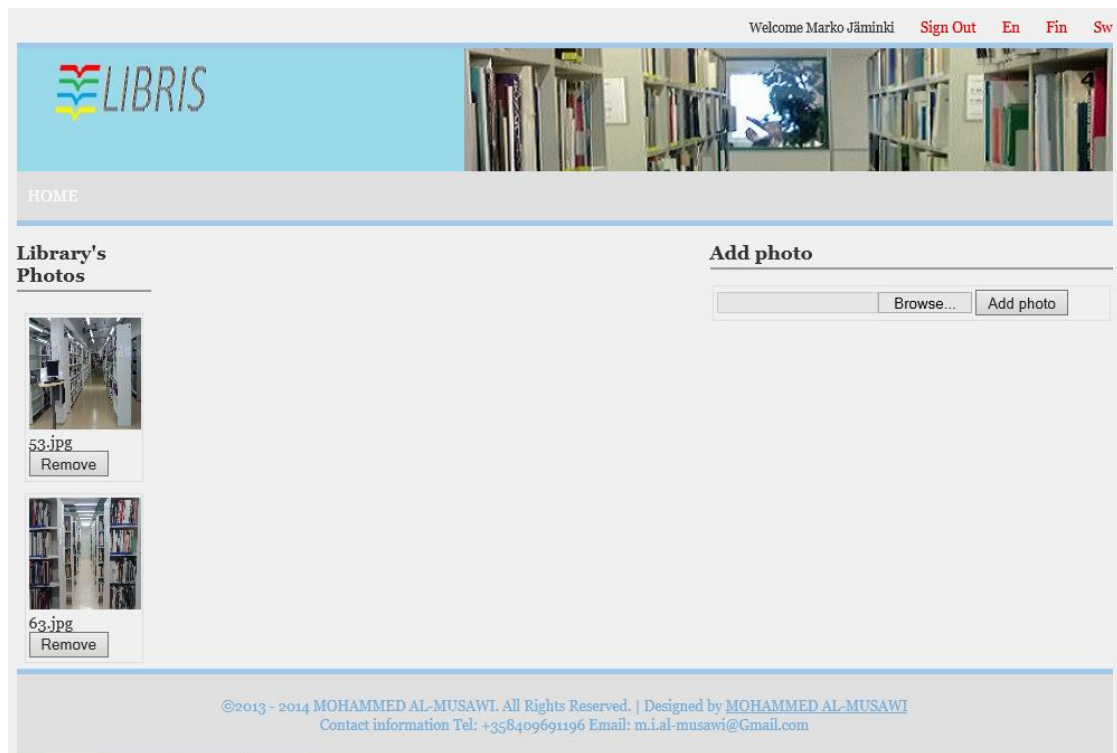 Welcome Marko Jäminki Sign Out En Fin Sw
LIBRIS
HOME
Library's
Photos
53.jpg
Remove
63.jpg
Remove
Add photo
Browse... Add photo
©2013 - 2014 MOHAMMED AL-MUSAWI. All Rights Reserved. | Designed by MOHAMMED AL-MUSAWI
Contact information Tel: +358409691196 Email: m.i.al-musawi@Gmail.com